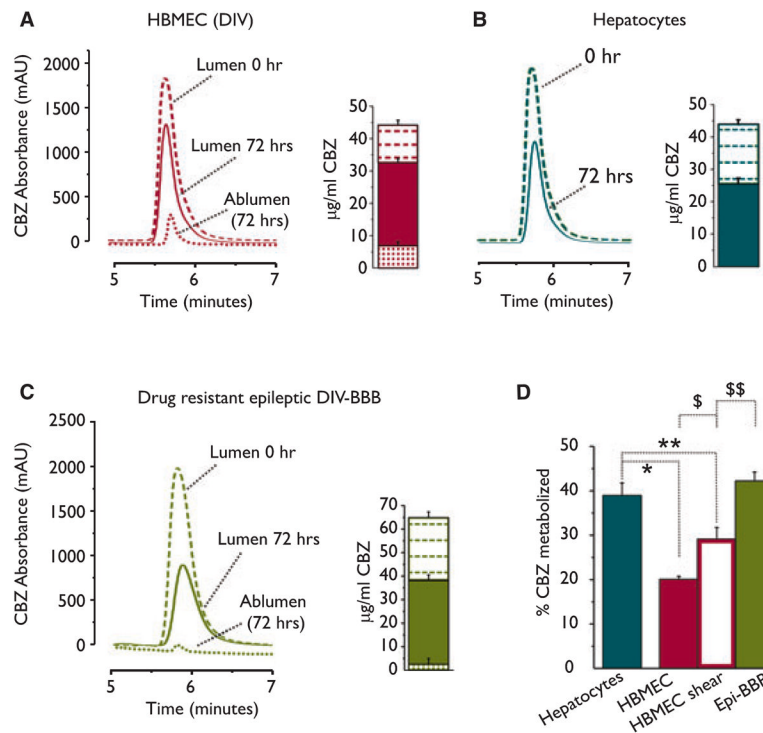 A
HBMEC (DIV)
CBZ Absorbance (mAU)
2000
1500
1000
500
0
Lumen 0 hr
Lumen 72 hrs
Ablumen
(72 hrs)
5
6
7
Time (minutes)
µg/ml CBZ
50
40
30
20
10
0
B
Hepatocytes
0 hr
72 hrs
5
6
7
Time (minutes)
µg/ml CBZ
50
40
30
20
10
0
C
Drug resistant epileptic DIV-BBB
CBZ Absorbance (mAU)
2500
2000
1500
1000
500
0
Lumen 0 hr
Lumen 72 hrs
Ablumen
(72 hrs)
5
6
7
Time (minutes)
µg/ml CBZ
70
60
50
40
30
20
10
0
D
$
$$
**
*
% CBZ metabolized
50
40
30
20
10
0
Hepatocytes
HBMEC
HBMEC shear
Epi-BBB